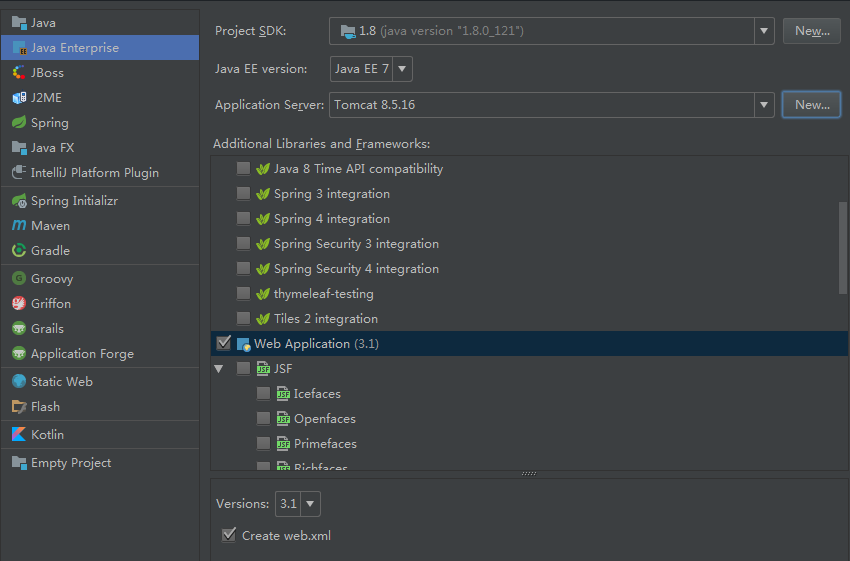 Java
Java Enterprise
JBoss
J2ME
Spring
Java FX
IntelliJ Platform Plugin
Spring Initializr
Maven
Gradle
Groovy
Griffon
Grails
Application Forge
Static Web
Flash
Kotlin
Empty Project
Project SDK: 1.8 (java version "1.8.0_121") New...
Java EE version: Java EE 7
Application Server: Tomcat 8.5.16 New...
Additional Libraries and Frameworks:
Java 8 Time API compatibility
Spring 3 integration
Spring 4 integration
Spring Security 3 integration
Spring Security 4 integration
thymeleaf-testing
Tiles 2 integration
Web Application (3.1)
JSF
Icefaces
Openfaces
Primefaces
Richfaces
Versions: 3.1
Create web.xml